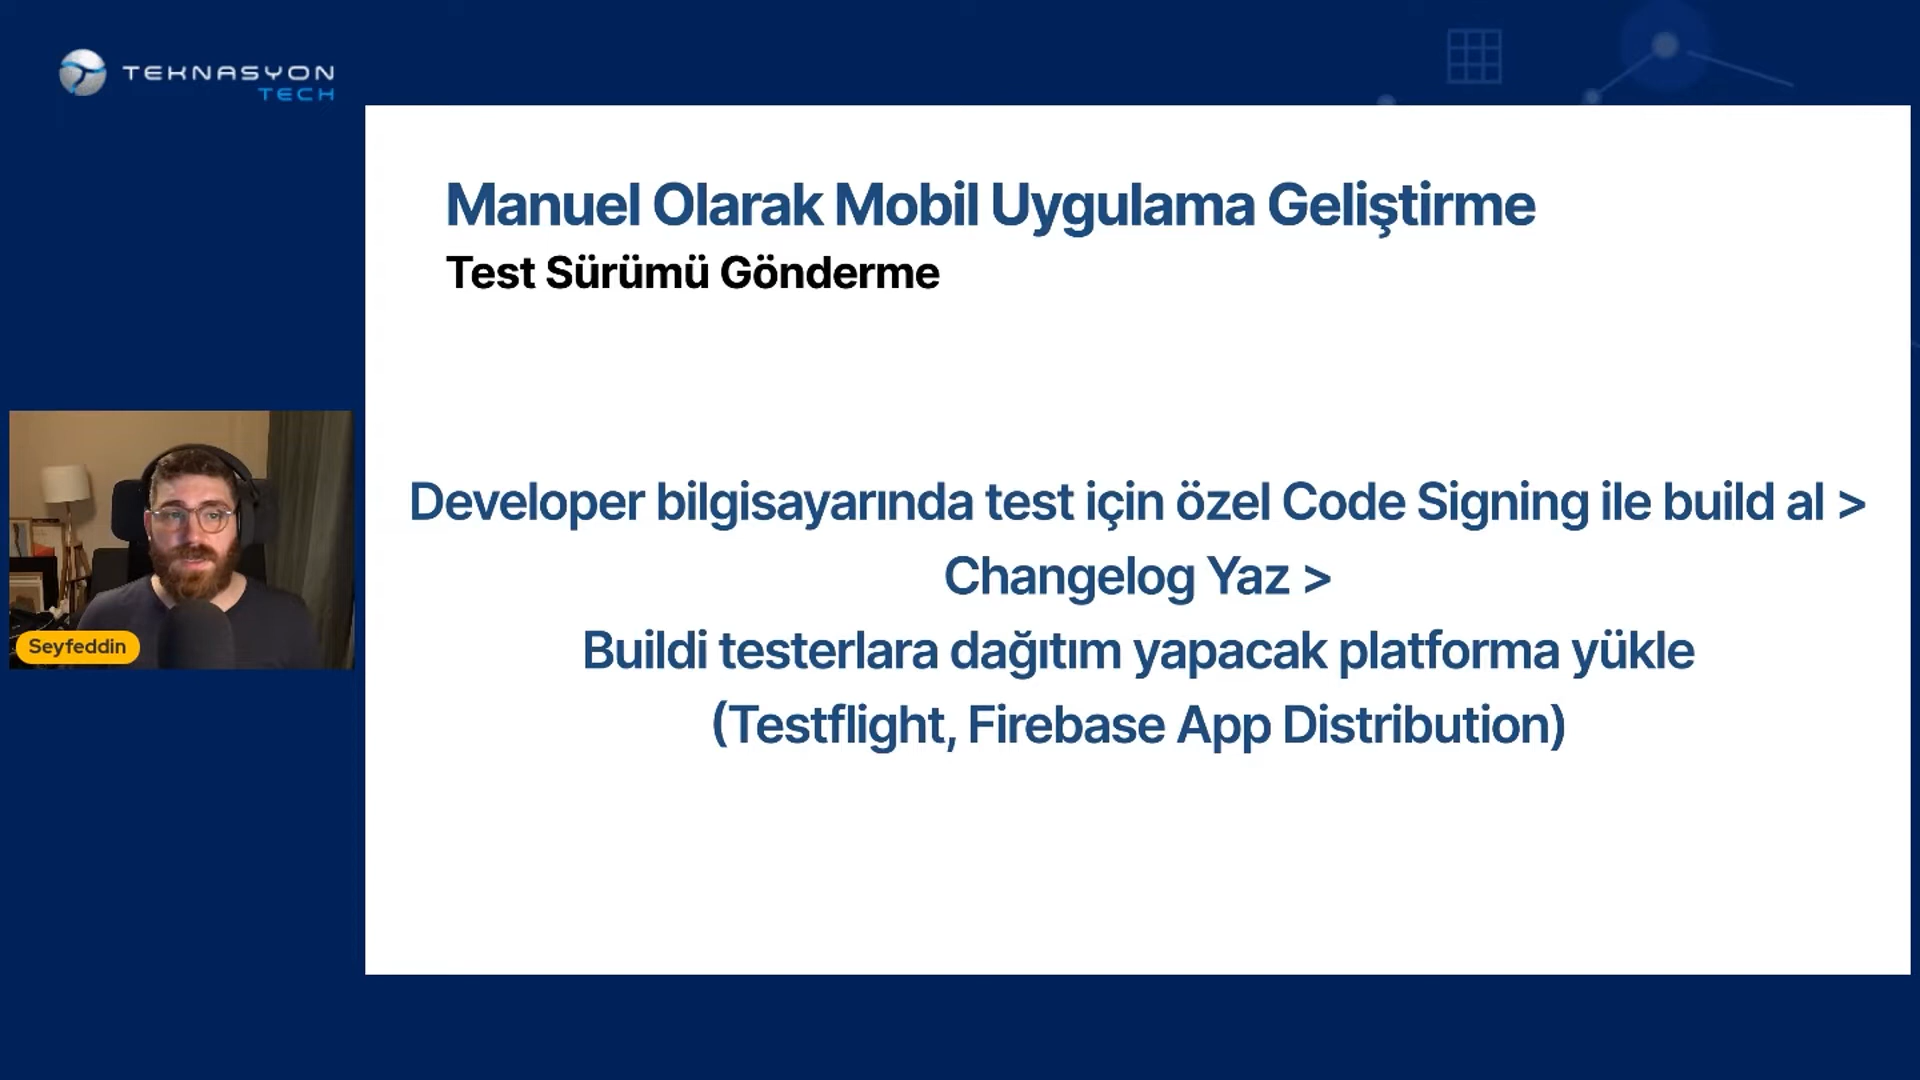 TEKNASYON
TECH
Manuel Olarak Mobil Uygulama Geliştirme
Test Sürümü Gönderme
Developer bilgisayarında test için özel Code Signing ile build al >
Changelog Yaz >
Buildi testerlara dağıtım yapacak platforma yükle
(Testflight, Firebase App Distribution)
Seyfeddin